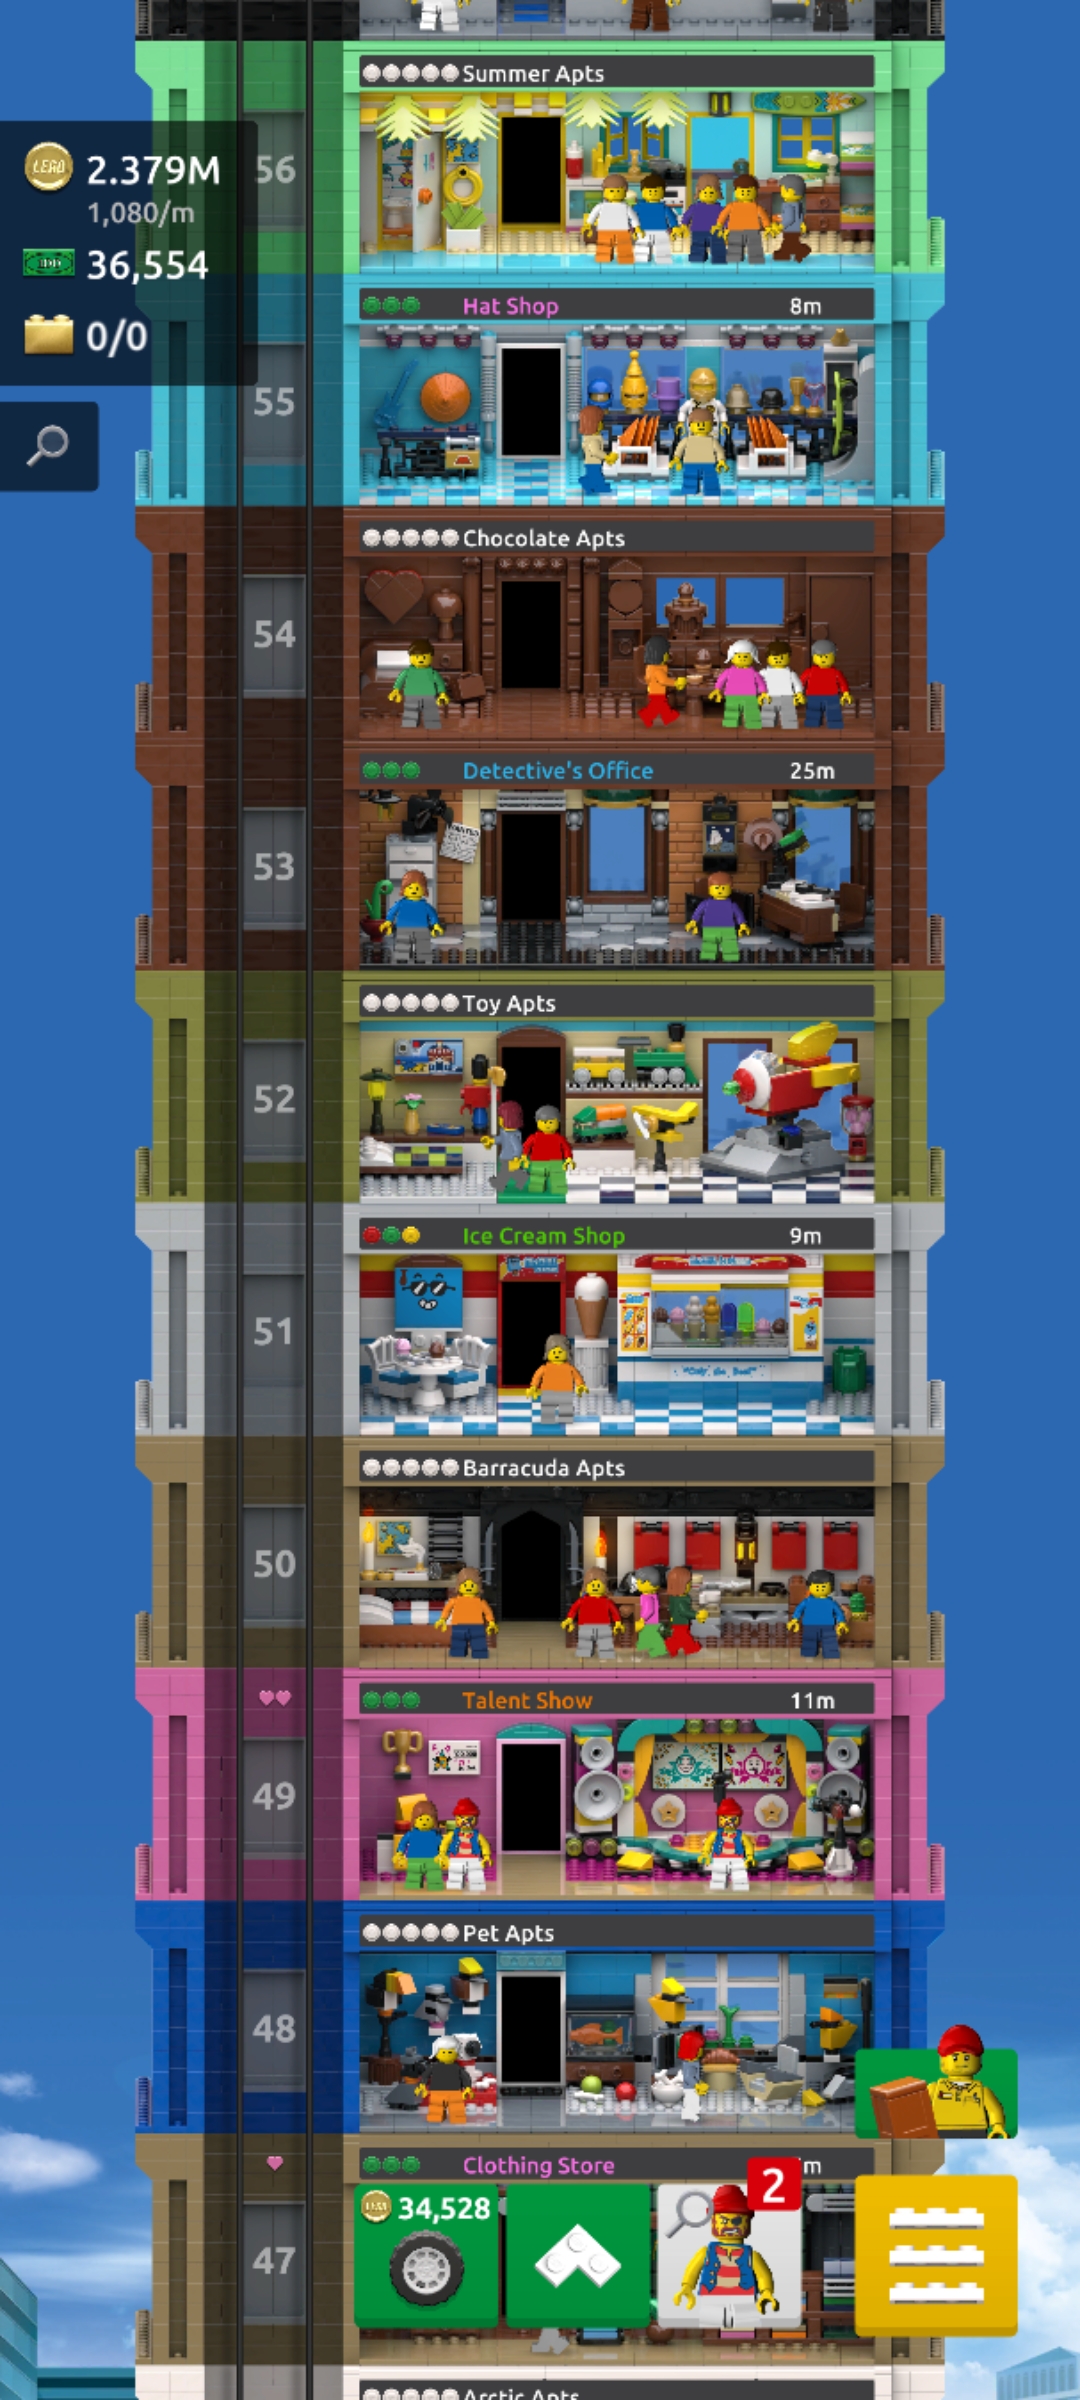 Summer Apts
56
LEGO 2.379M
1,080/m
36,554
0/0
Hat Shop 8m
55
Chocolate Apts
54
Detective's Office 25m
53
Toy Apts
52
Ice Cream Shop 9m
51
Barracuda Apts
50
Talent Show 11m
49
Pet Apts
48
Clothing Store m
47
34,528
2
Arctic Apts